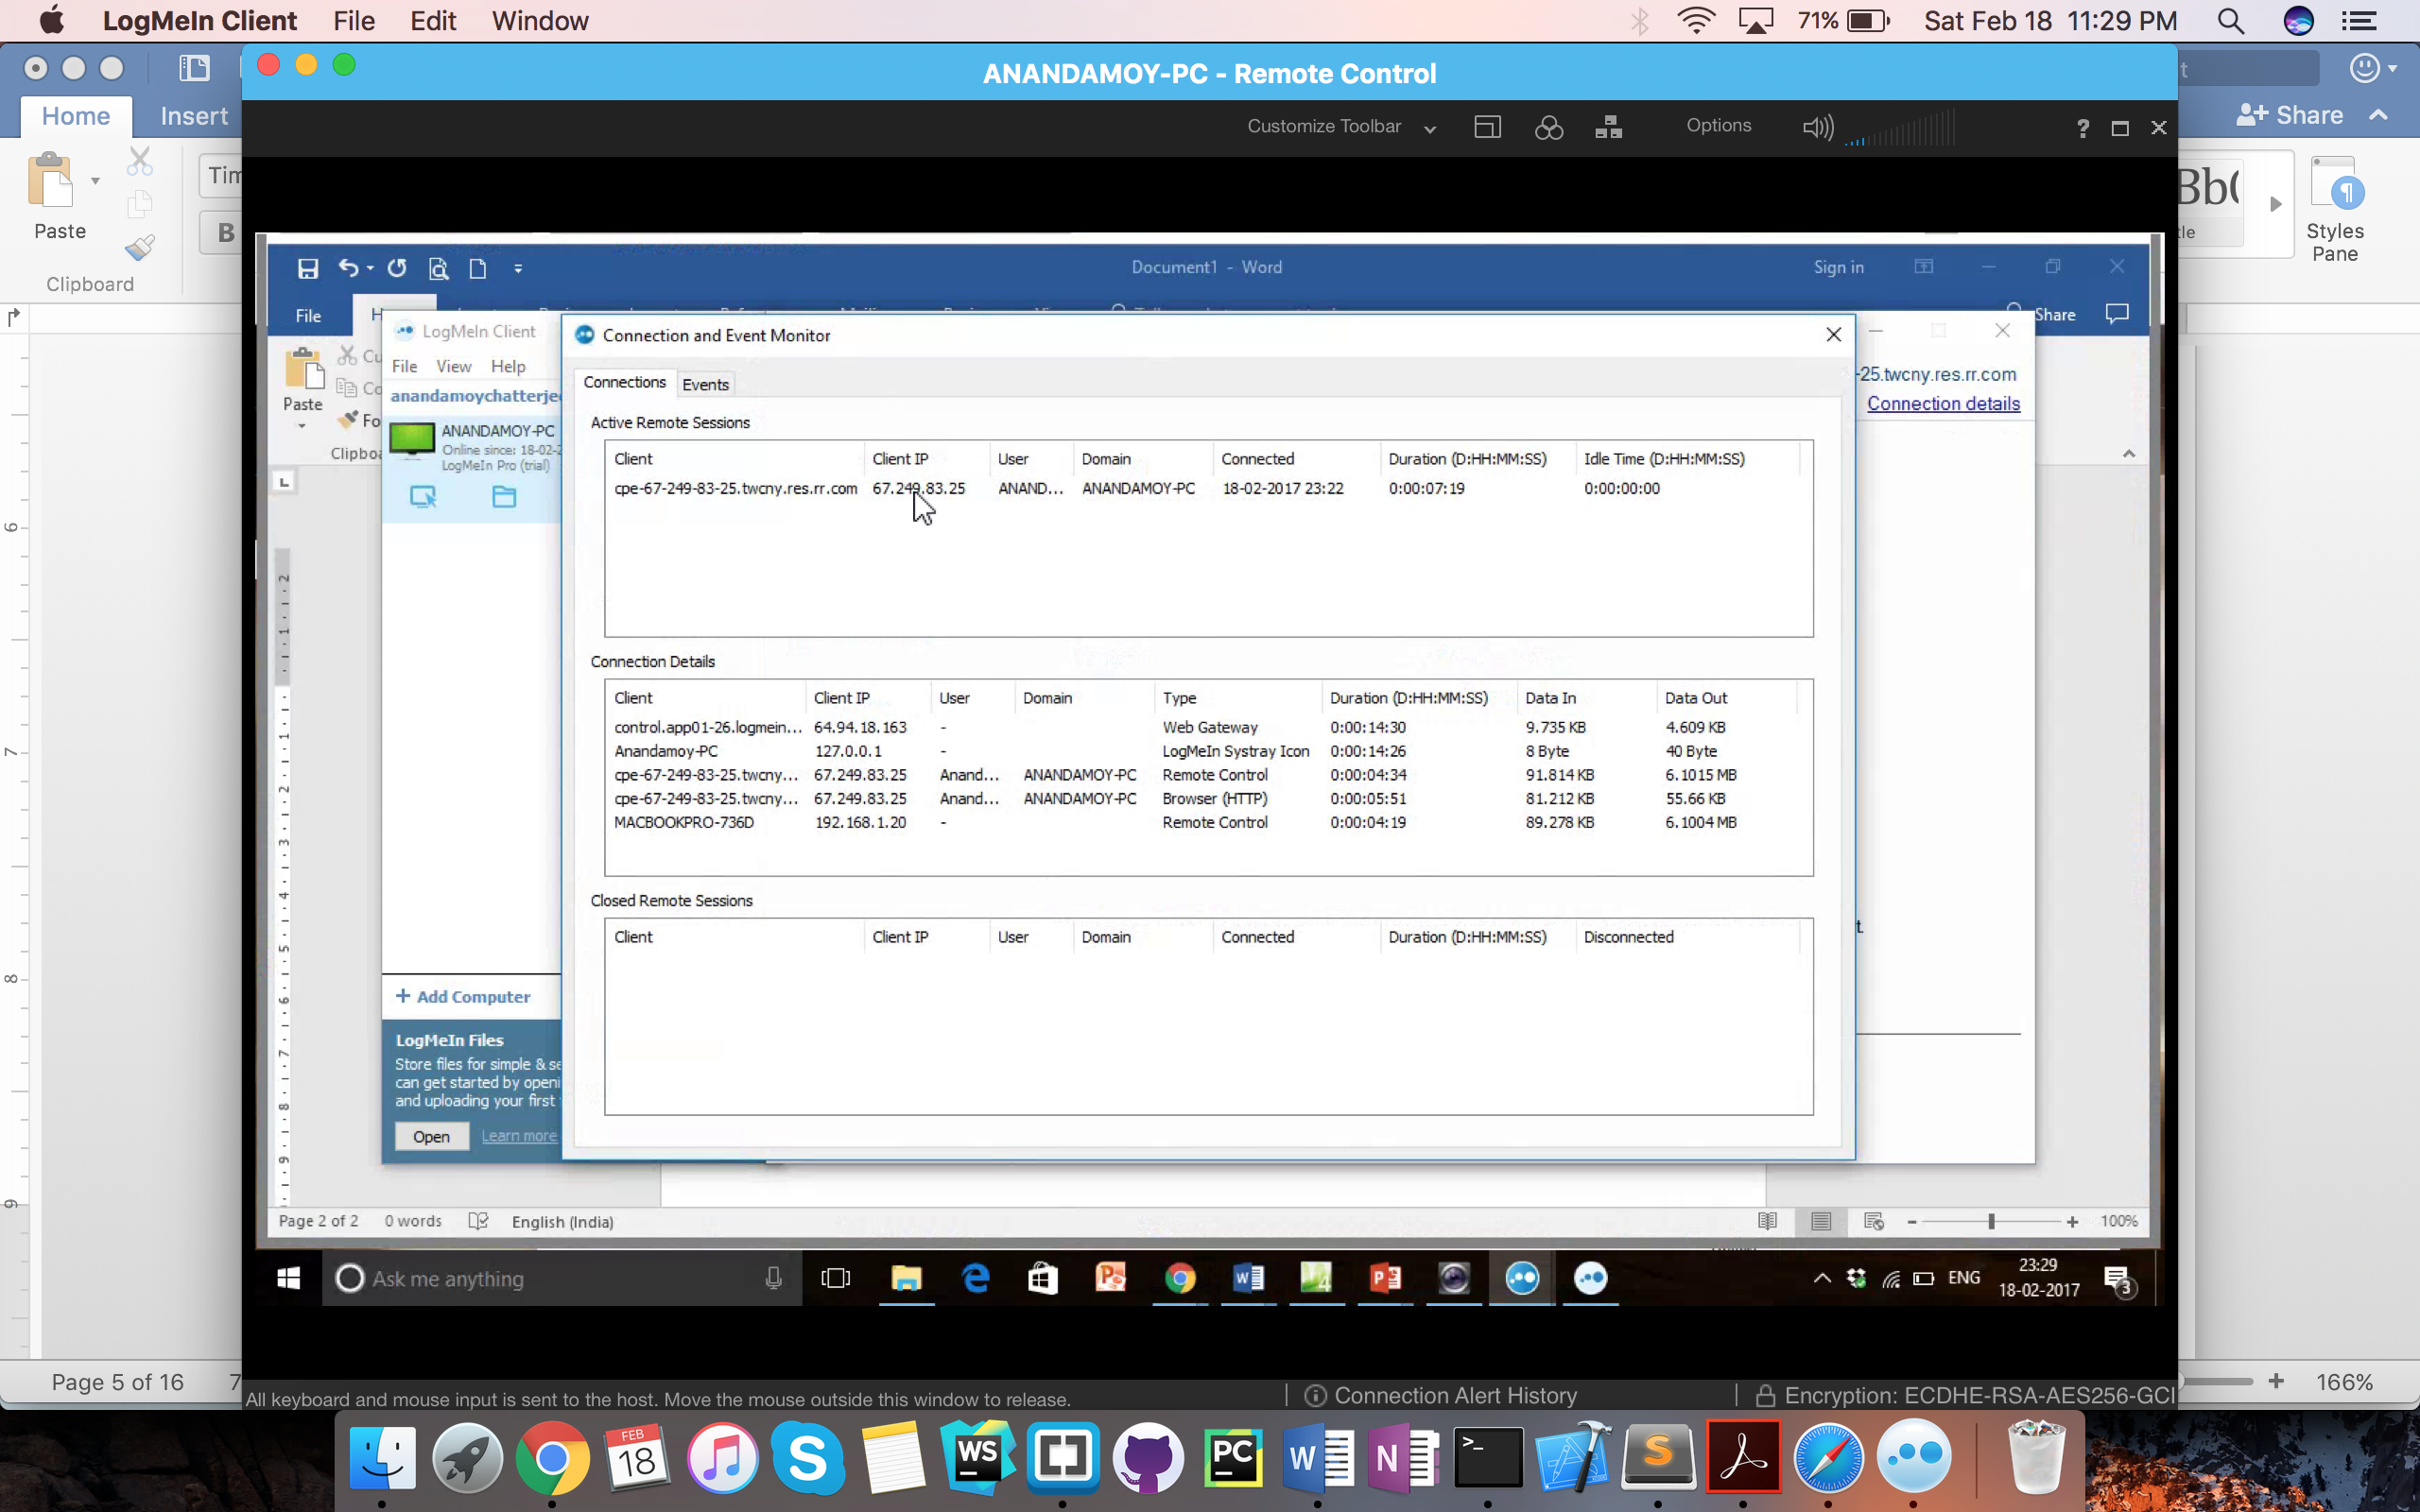 LogMeIn Client File Edit Window 71% Sat Feb 18 11:29 PM
ANANDAMOY-PC - Remote Control
Home Insert Share
Customize Toolbar Options ?
Paste
Clipboard
Styles
Pane
Document1 - Word Sign in
File Share
LogMeIn Client
File View Help
Paste
anandamoychatterje
ANANDAMOY-PC
Online since: 18-02-2
LogMeIn Pro (trial)
-25.twcny.res.rr.com
Connection details
Connection and Event Monitor
Connections Events
Active Remote Sessions
Client Client IP User Domain Connected Duration (D:HH:MM:SS) Idle Time (D:HH:MM:SS)
cpe-67-249-83-25.twcny.res.rr.com 67.249.83.25 ANAND... ANANDAMOY-PC 18-02-2017 23:22 0:00:07:19 0:00:00:00
Connection Details
Client Client IP User Domain Type Duration (D:HH:MM:SS) Data In Data Out
control.app01-26.logmein... 64.94.18.163 - Web Gateway 0:00:14:30 9.735 KB 4.609 KB
Anandamoy-PC 127.0.0.1 - LogMeIn Systray Icon 0:00:14:26 8 Byte 40 Byte
cpe-67-249-83-25.twcny... 67.249.83.25 Anand... ANANDAMOY-PC Remote Control 0:00:04:34 91.814 KB 6.1015 MB
cpe-67-249-83-25.twcny... 67.249.83.25 Anand... ANANDAMOY-PC Browser (HTTP) 0:00:05:51 81.212 KB 55.66 KB
MACBOOKPRO-736D 192.168.1.20 - Remote Control 0:00:04:19 89.278 KB 6.1004 MB
Closed Remote Sessions
Client Client IP User Domain Connected Duration (D:HH:MM:SS) Disconnected
+ Add Computer
LogMeIn Files
Store files for simple & se
can get started by openi
and uploading your first
Open Learn more
Page 2 of 2 0 words English (India) 100%
Ask me anything ENG 23:29
18-02-2017 3
Page 5 of 16 7 166%
All keyboard and mouse input is sent to the host. Move the mouse outside this window to release. Connection Alert History Encryption: ECDHE-RSA-AES256-GC
FEB
18
WS PC